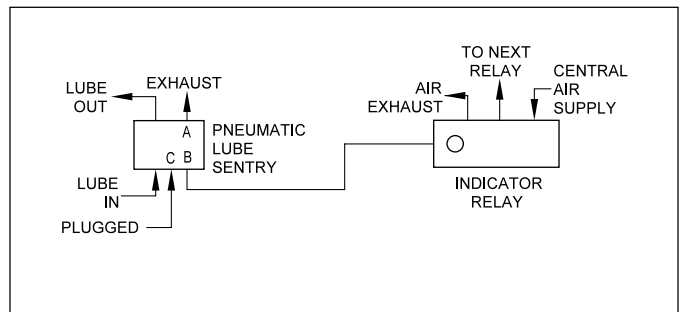 LUBE
OUT
EXHAUST
A
C B
PNEUMATIC
LUBE
SENTRY
LUBE
IN
PLUGGED
TO NEXT
RELAY
AIR
EXHAUST
CENTRAL
AIR
SUPPLY
INDICATOR
RELAY